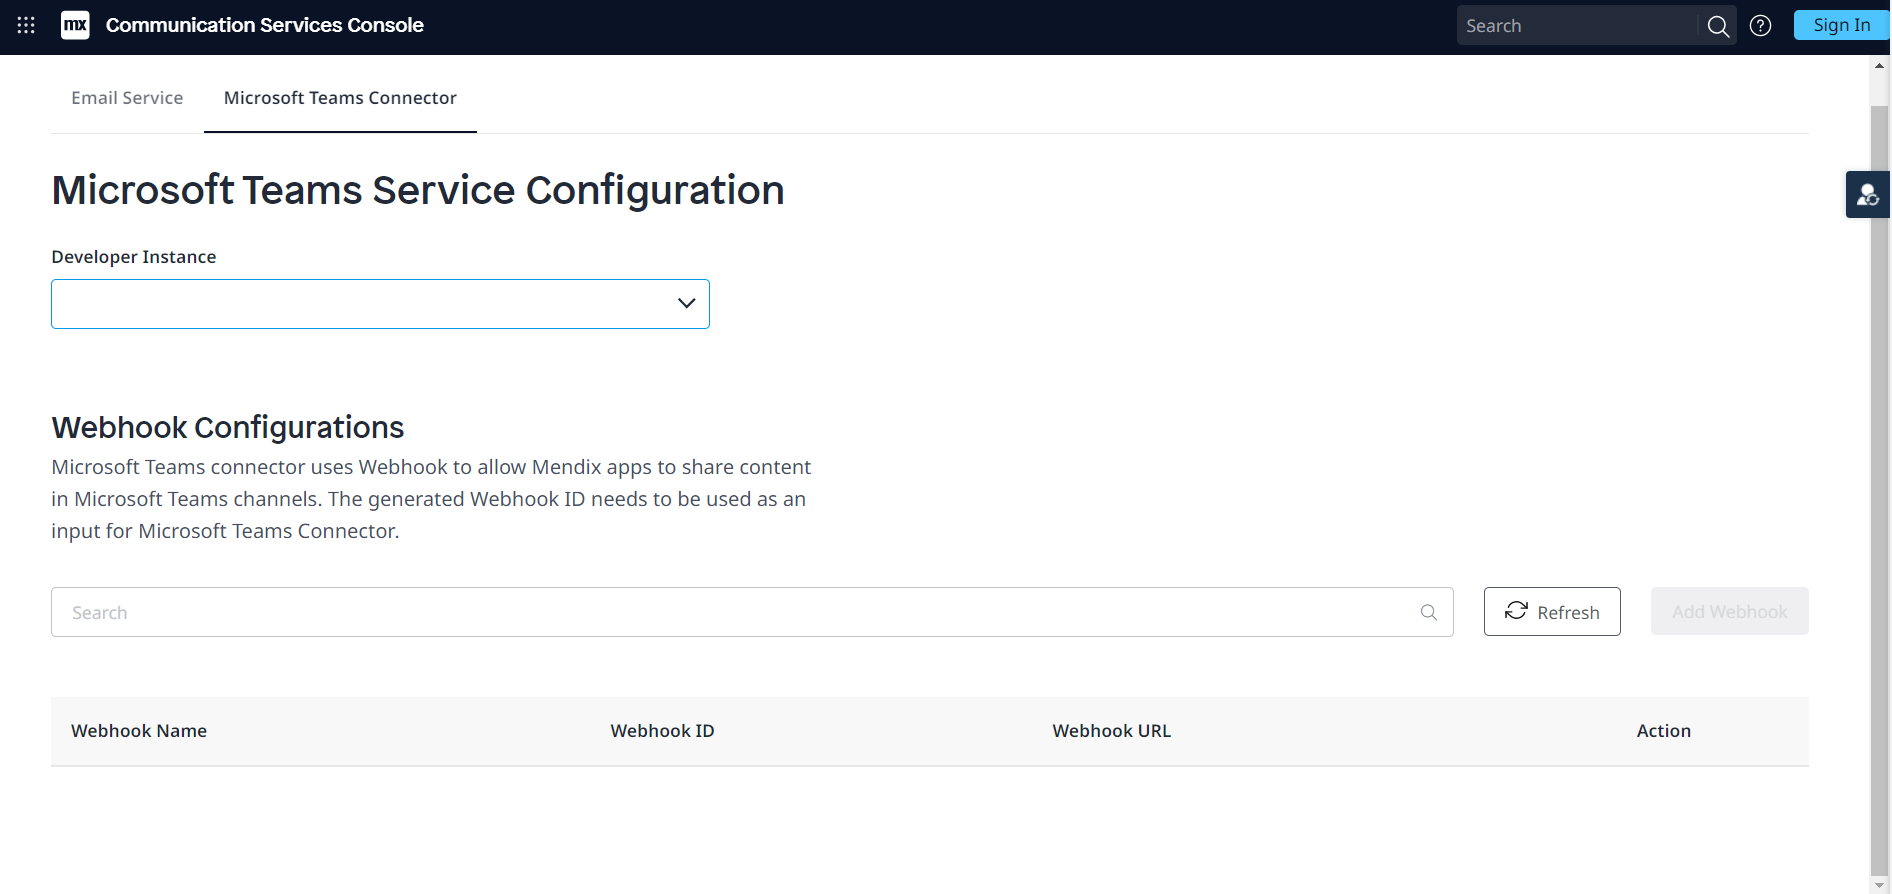 mx Communication Services Console Search ? Sign In
Email Service Microsoft Teams Connector
Microsoft Teams Service Configuration
Developer Instance
Webhook Configurations
Microsoft Teams connector uses Webhook to allow Mendix apps to share content
in Microsoft Teams channels. The generated Webhook ID needs to be used as an
input for Microsoft Teams Connector.
Search Refresh Add Webhook
Webhook Name Webhook ID Webhook URL Action